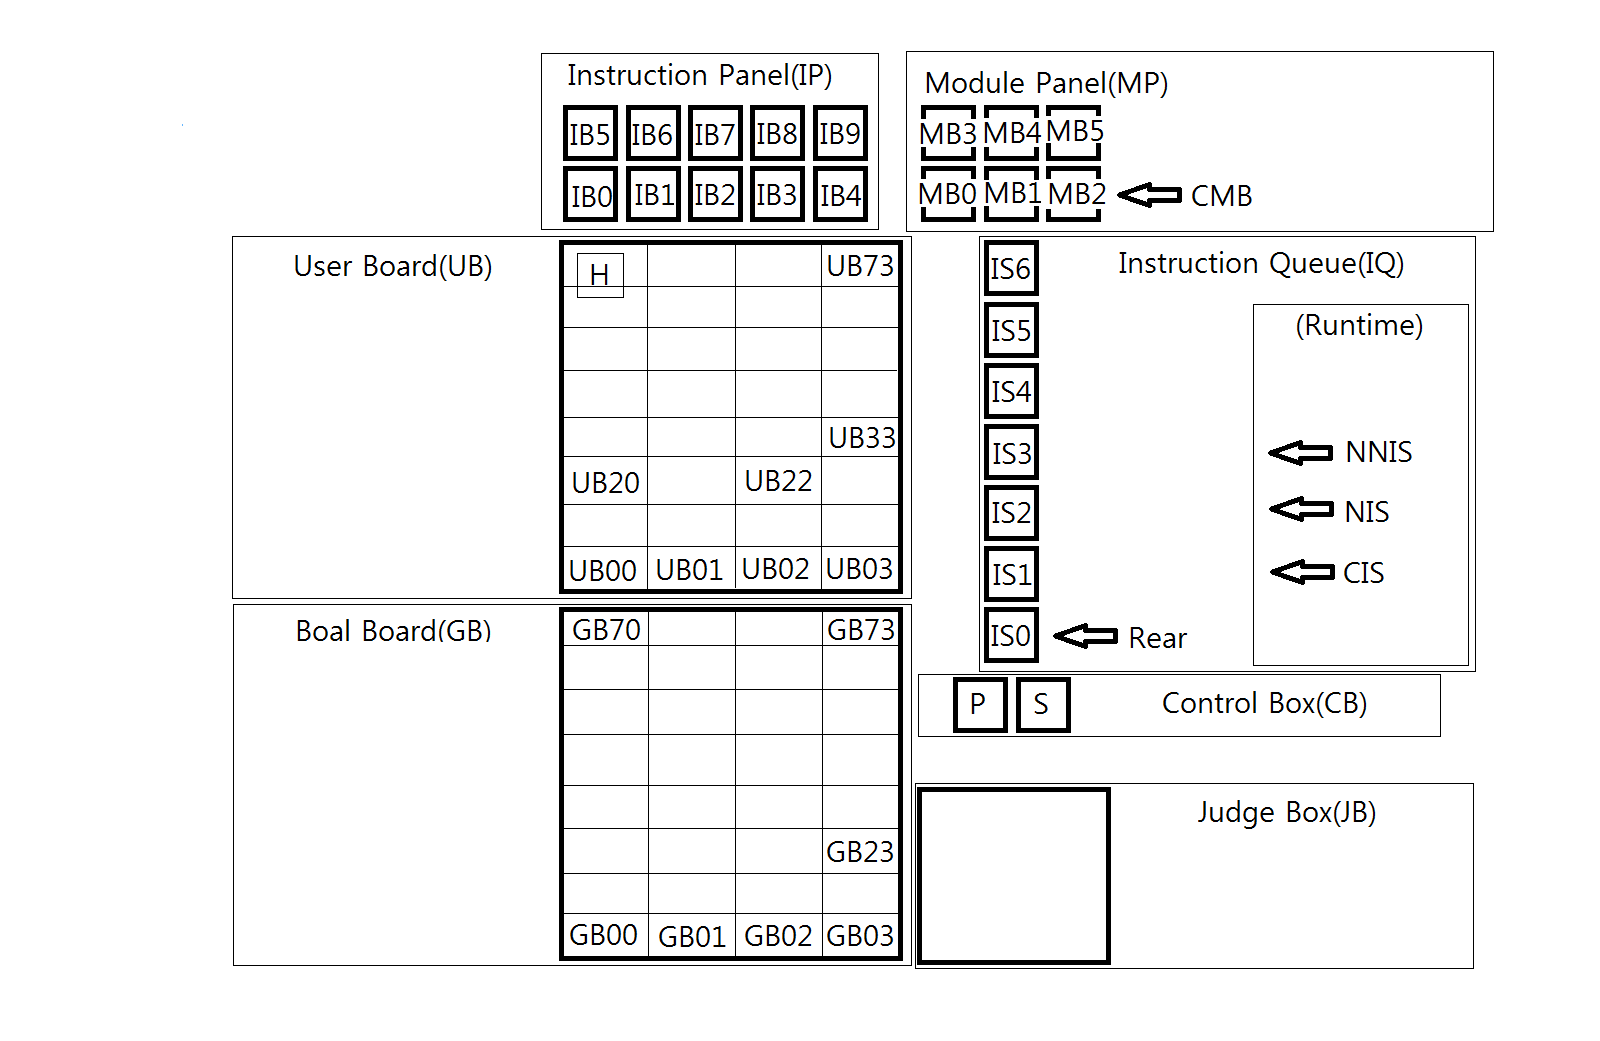 Instruction Panel(IP)
IB5 IB6 IB7 IB8 IB9
IB0 IB1 IB2 IB3 IB4
Module Panel(MP)
MB3 MB4 MB5
MB0 MB1 MB2 CMB
User Board(UB)
H UB73
UB33
UB20 UB22
UB00 UB01 UB02 UB03
Instruction Queue(IQ)
(Runtime)
IS6
IS5
IS4
IS3 NNIS
IS2 NIS
IS1 CIS
IS0 Rear
Boal Board(GB)
GB70 GB73
GB23
GB00 GB01 GB02 GB03
P S Control Box(CB)
Judge Box(JB)